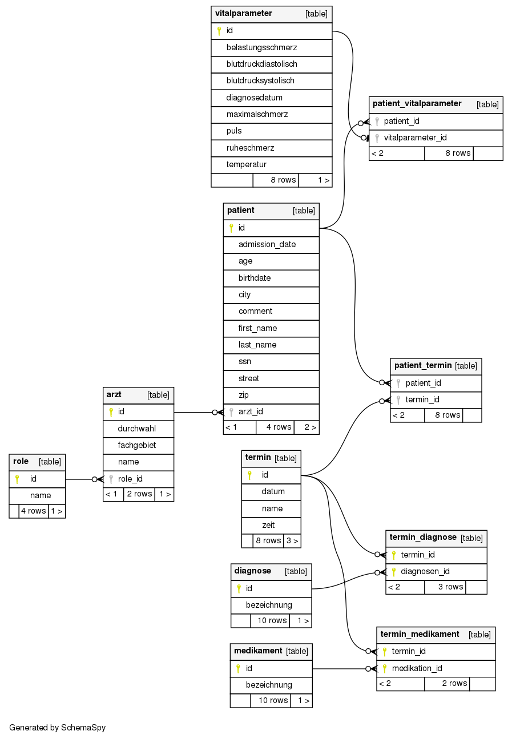 vitalparameter [table]
id
belastungsschmerz
blutdruckdiastolisch
blutdrucksystolisch
diagnosedatum
maximalschmerz
puls
ruheschmerz
temperatur
8 rows 1 >
patient_vitalparameter [table]
patient_id
vitalparameter_id
< 2 8 rows
patient [table]
id
admission_date
age
birthdate
city
comment
first_name
last_name
ssn
street
zip
arzt_id
< 1 4 rows 2 >
patient_termin [table]
patient_id
termin_id
< 2 8 rows
arzt [table]
id
durchwahl
fachgebiet
name
role_id
< 1 2 rows 1 >
role [table]
id
name
4 rows 1 >
termin [table]
id
datum
name
zeit
8 rows 3 >
termin_diagnose [table]
termin_id
diagnosen_id
< 2 3 rows
diagnose [table]
id
bezeichnung
10 rows 1 >
termin_medikament [table]
termin_id
medikation_id
< 2 2 rows
medikament [table]
id
bezeichnung
10 rows 1 >
Generated by SchemaSpy